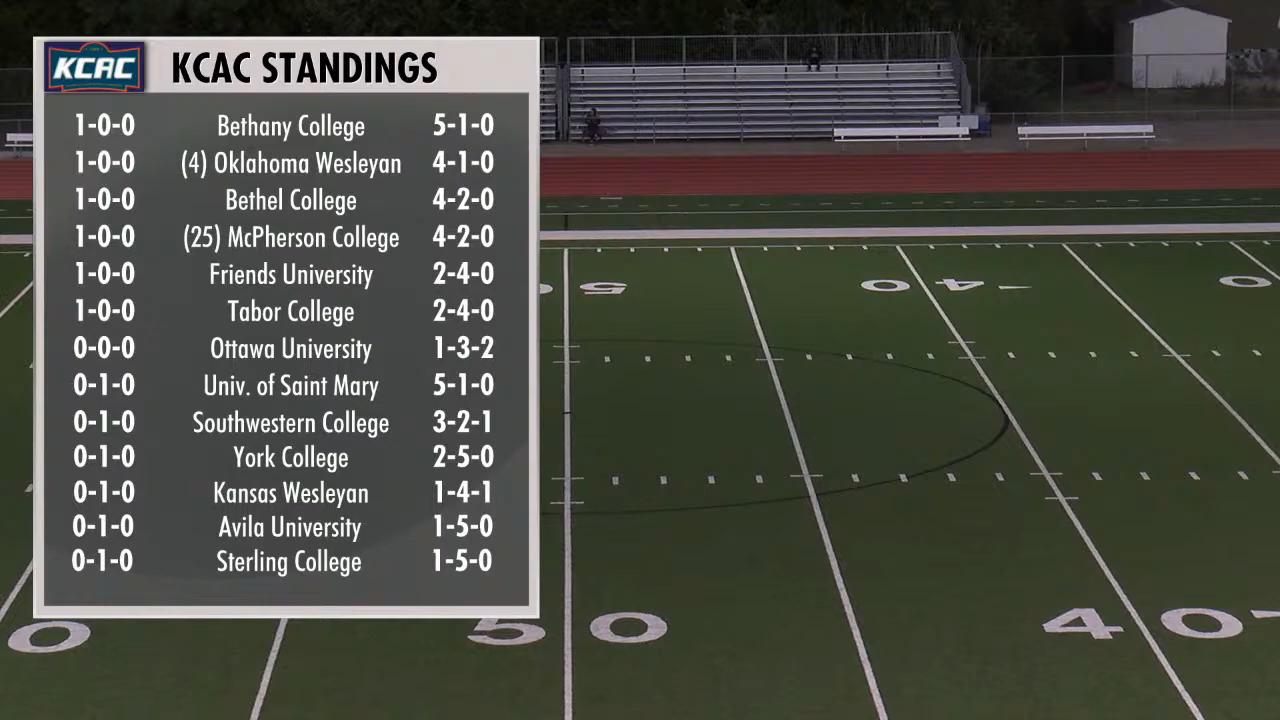 KCAC KCAC STANDINGS
1-0-0 Bethany College 5-1-0
1-0-0 (4) Oklahoma Wesleyan 4-1-0
1-0-0 Bethel College 4-2-0
1-0-0 (25) McPherson College 4-2-0
1-0-0 Friends University 2-4-0
1-0-0 Tabor College 2-4-0
0-0-0 Ottawa University 1-3-2
0-1-0 Univ. of Saint Mary 5-1-0
0-1-0 Southwestern College 3-2-1
0-1-0 York College 2-5-0
0-1-0 Kansas Wesleyan 1-4-1
0-1-0 Avila University 1-5-0
0-1-0 Sterling College 1-5-0
0 5 04 0
0 50 40